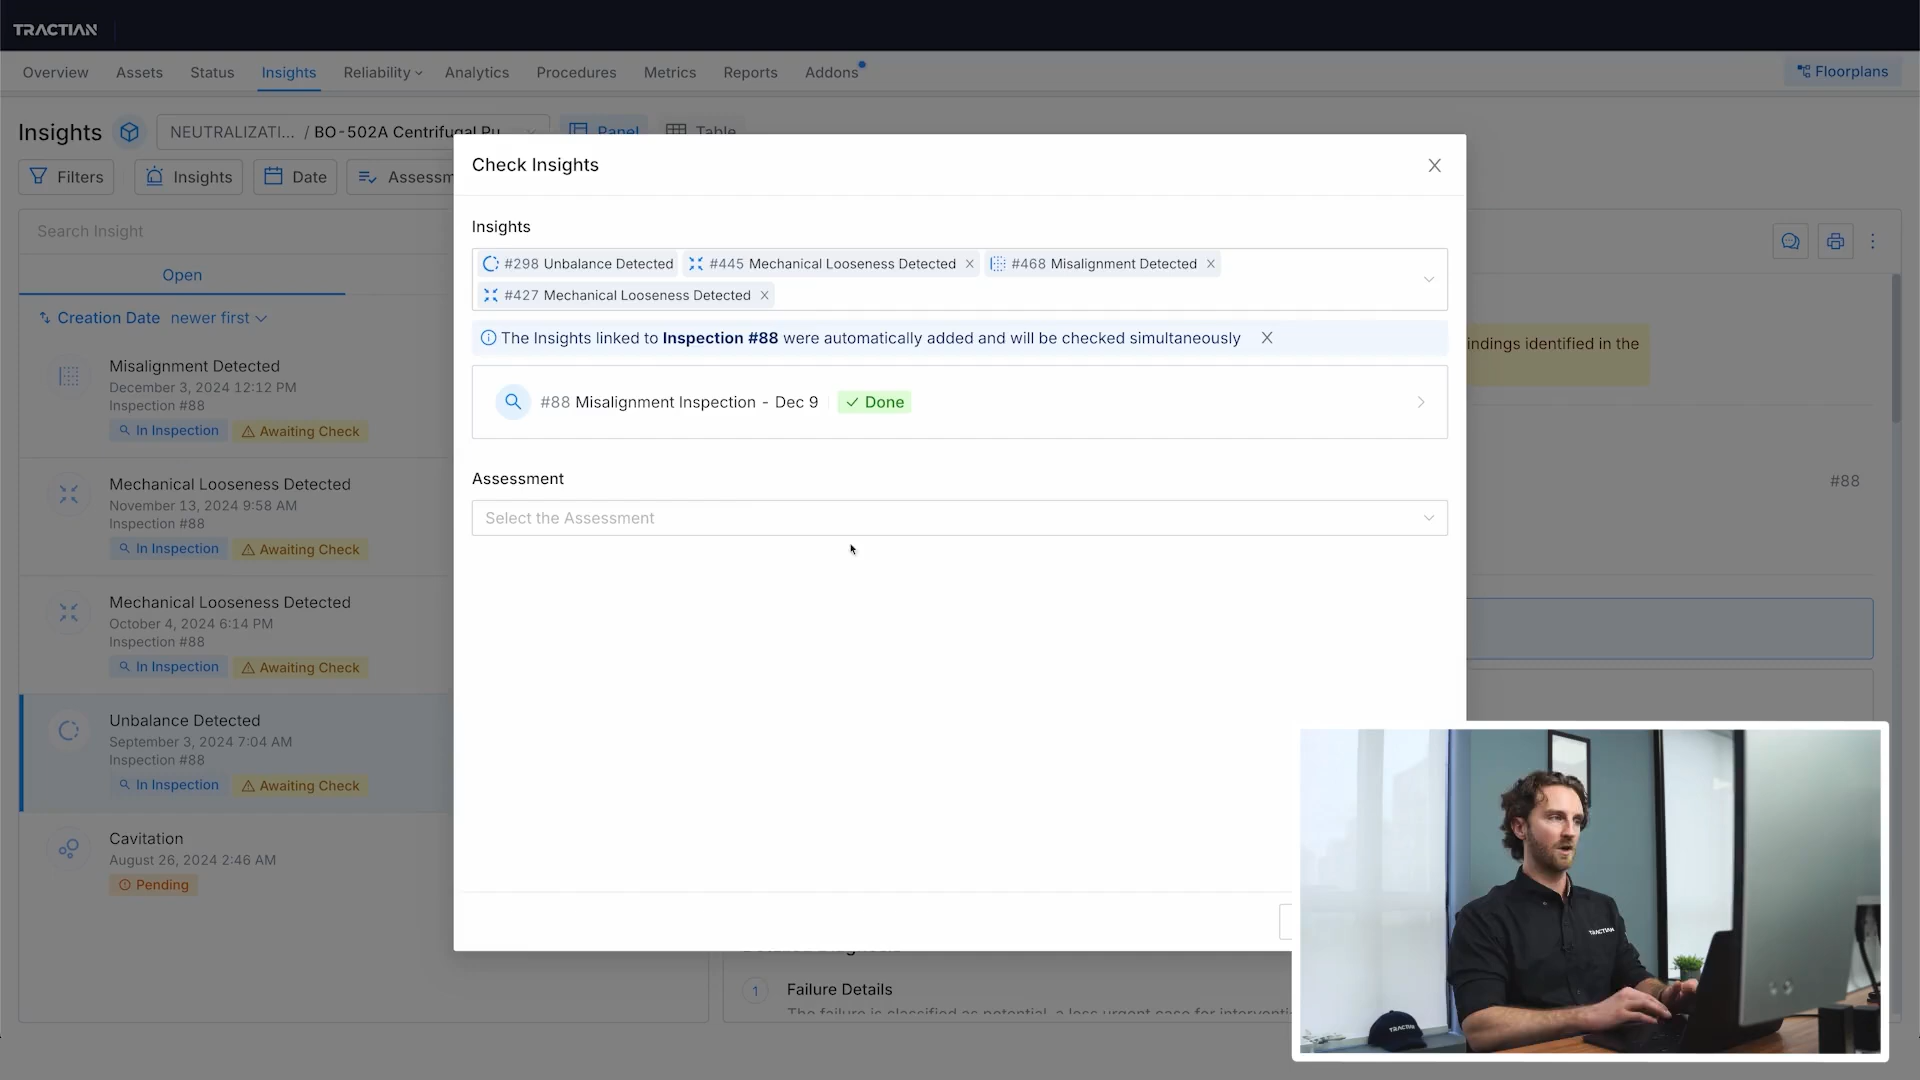 TRACTIAN
Overview Assets Status Insights Reliability Analytics Procedures Metrics Reports Addons Floorplans
Insights NEUTRALIZATI... / BO-502A Centrifugal Pu Panel Table
Filters Insights Date Assessm
Search Insight
Open
Creation Date newer first
Misalignment Detected
December 3, 2024 12:12 PM
Inspection #88
In Inspection Awaiting Check
Mechanical Looseness Detected
November 13, 2024 9:58 AM
Inspection #88
In Inspection Awaiting Check
Mechanical Looseness Detected
October 4, 2024 6:14 PM
Inspection #88
In Inspection Awaiting Check
Unbalance Detected
September 3, 2024 7:04 AM
Inspection #88
In Inspection Awaiting Check
Cavitation
August 26, 2024 2:46 AM
Pending
Check Insights
Insights
#298 Unbalance Detected #445 Mechanical Looseness Detected #468 Misalignment Detected
#427 Mechanical Looseness Detected
The Insights linked to Inspection #88 were automatically added and will be checked simultaneously
#88 Misalignment Inspection - Dec 9 Done
Assessment
Select the Assessment
indings identified in the
#88
1 Failure Details
The failure is classified as potential, a less urgent case for interventi
TRACTIAN
TRACTIAN